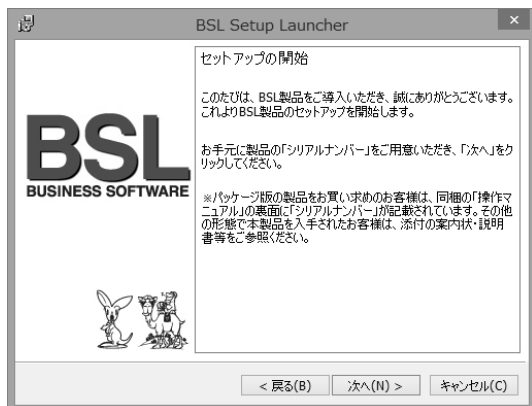 BSL Setup Launcher
セットアップの開始
このたびは、BSL製品をご導入いただき、誠にありがとうございます。
これよりBSL製品のセットアップを開始します。
お手元に製品の「シリアルナンバー」をご用意いただき、「次へ」をク
リックしてください。
※パッケージ版の製品をお買い求めのお客様は、同梱の「操作マ
ニュアル」の裏面に「シリアルナンバー」が記載されています。その他
の形態で本製品を入手されたお客様は、添付の案内状・説明
書等をご参照ください。
BSL
BUSINESS SOFTWARE
< 戻る(B)
次へ(N) >
キャンセル(C)